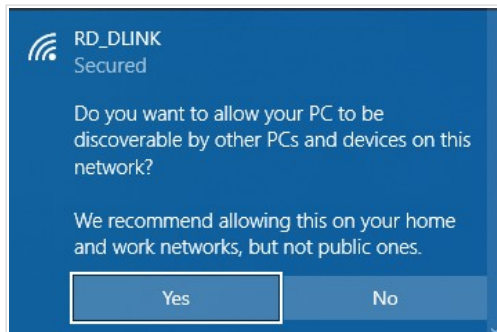 RD_DLINK
Secured
Do you want to allow your PC to be
discoverable by other PCs and devices on this
network?
We recommend allowing this on your home
and work networks, but not public ones.
Yes
No